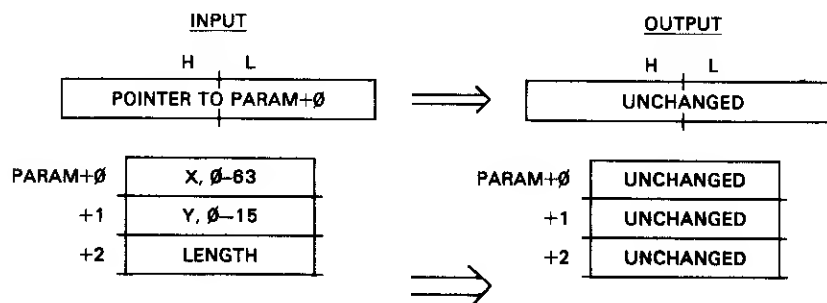 INPUT
OUTPUT
H L
H L
POINTER TO PARAM+Ø
UNCHANGED
PARAM+Ø X, Ø–63
PARAM+Ø UNCHANGED
+1 Y, Ø–15
+1 UNCHANGED
+2 LENGTH
+2 UNCHANGED